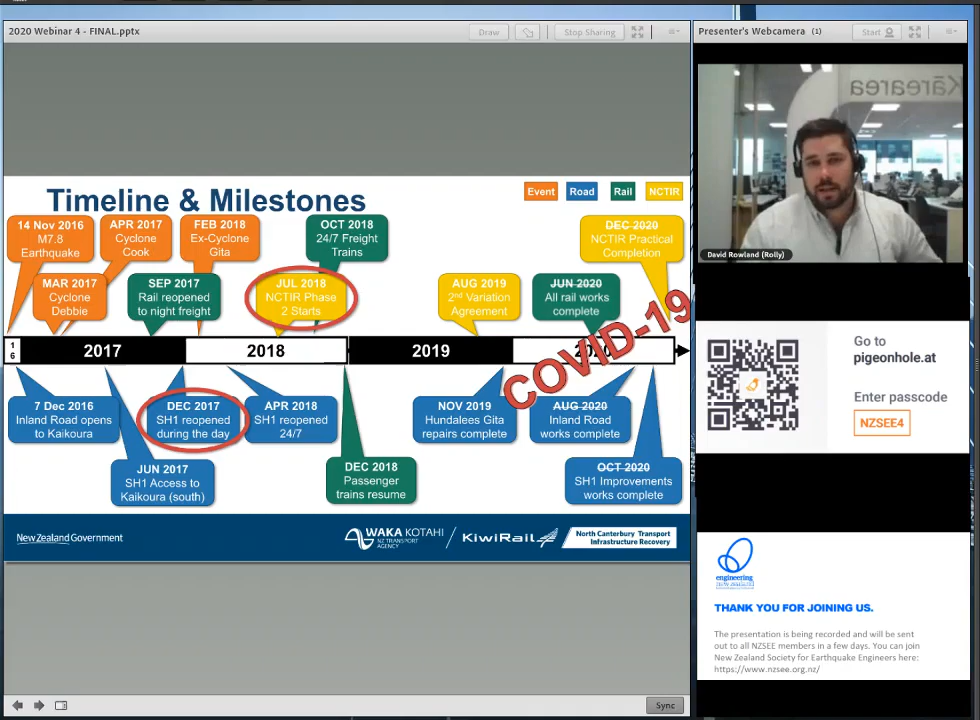 2020 Webinar 4 - FINAL.pptx
Draw
Stop Sharing
Presenter's Webcamera (1)
Start
Timeline & Milestones
Event
Road
Rail
NCTIR
14 Nov 2016
M7.8
Earthquake
APR 2017
Cyclone
Cook
FEB 2018
Ex-Cyclone
Gita
OCT 2018
24/7 Freight
Trains
DEC 2020
NCTIR Practical
Completion
MAR 2017
Cyclone
Debbie
SEP 2017
Rail reopened
to night freight
JUL 2018
NCTIR Phase
2 Starts
AUG 2019
2nd Variation
Agreement
JUN 2020
All rail works
complete
COVID-19
16
2017
2018
2019
7 Dec 2016
Inland Road opens
to Kaikoura
DEC 2017
SH1 reopened
during the day
APR 2018
SH1 reopened
24/7
NOV 2019
Hundalees Gita
repairs complete
AUG 2020
Inland Road
works complete
JUN 2017
SH1 Access to
Kaikoura (south)
DEC 2018
Passenger
trains resume
OCT 2020
SH1 Improvements
works complete
New Zealand Government
WAKA KOTAHI
NZ TRANSPORT
AGENCY
KiwiRail
North Canterbury Transport
Infrastructure Recovery
Sync
Kārearea
David Rowland (Rolly)
Go to
pigeonhole.at
Enter passcode
NZSEE4
engineering
NEW ZEALAND
THANK YOU FOR JOINING US.
The presentation is being recorded and will be sent
out to all NZSEE members in a few days. You can join
New Zealand Society for Earthquake Engineers here:
https://www.nzsee.org.nz/